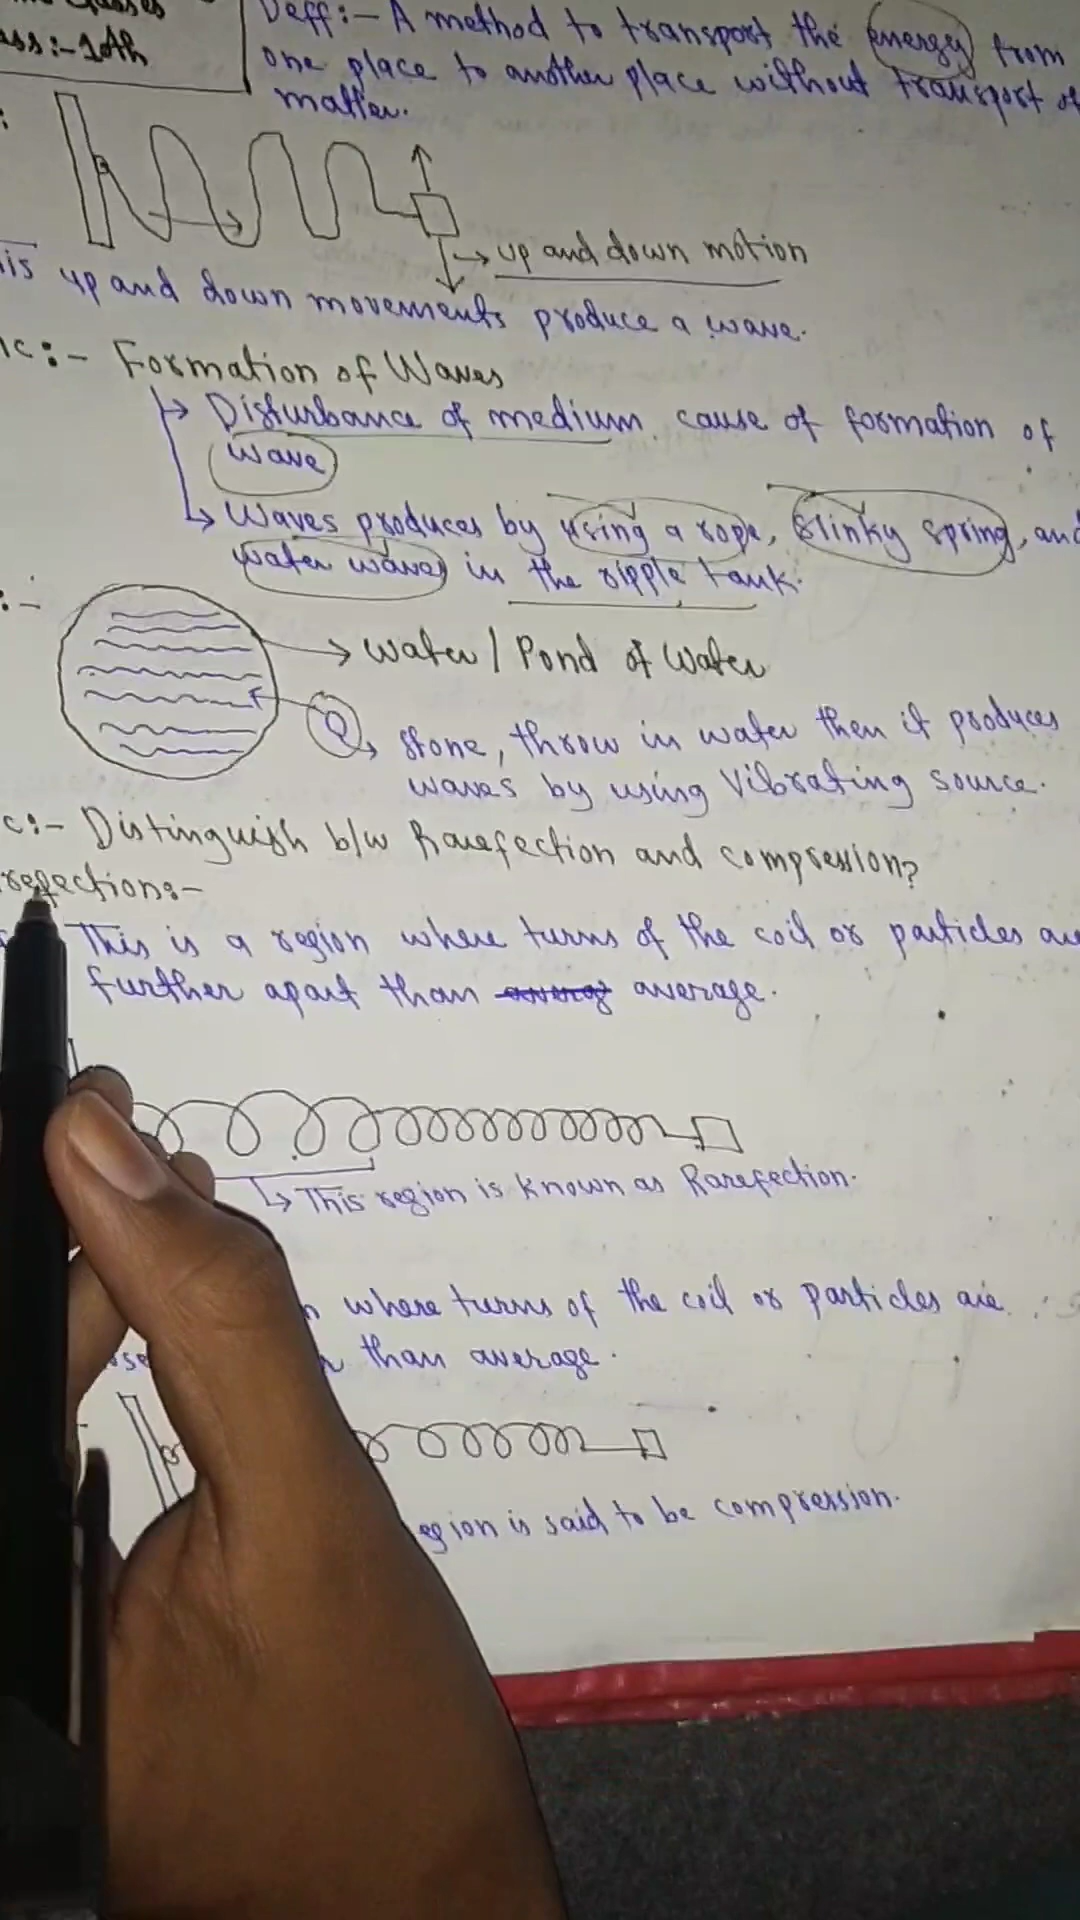 Classes
Deff:- A method to transport the energy from
ass:-10th
one place to another place without transport of
matter.
up and down motion
is up and down movements produce a wave.
ic:- Formation of Waves
Disturbance of medium cause of formation of
wave
Waves produces by using a rope, slinky spring, and
water waves in the ripple tank.
:-
Water / Pond of Water
stone, throw in water then it produces
waves by using Vibrating source.
c:- Distinguish b/w Rarefection and compression?
refection:-
This is a region where turns of the coil or particles are
further apart than average.
This region is known as Rarefection.
where turns of the coil or particles are
than average.
egion is said to be compression.